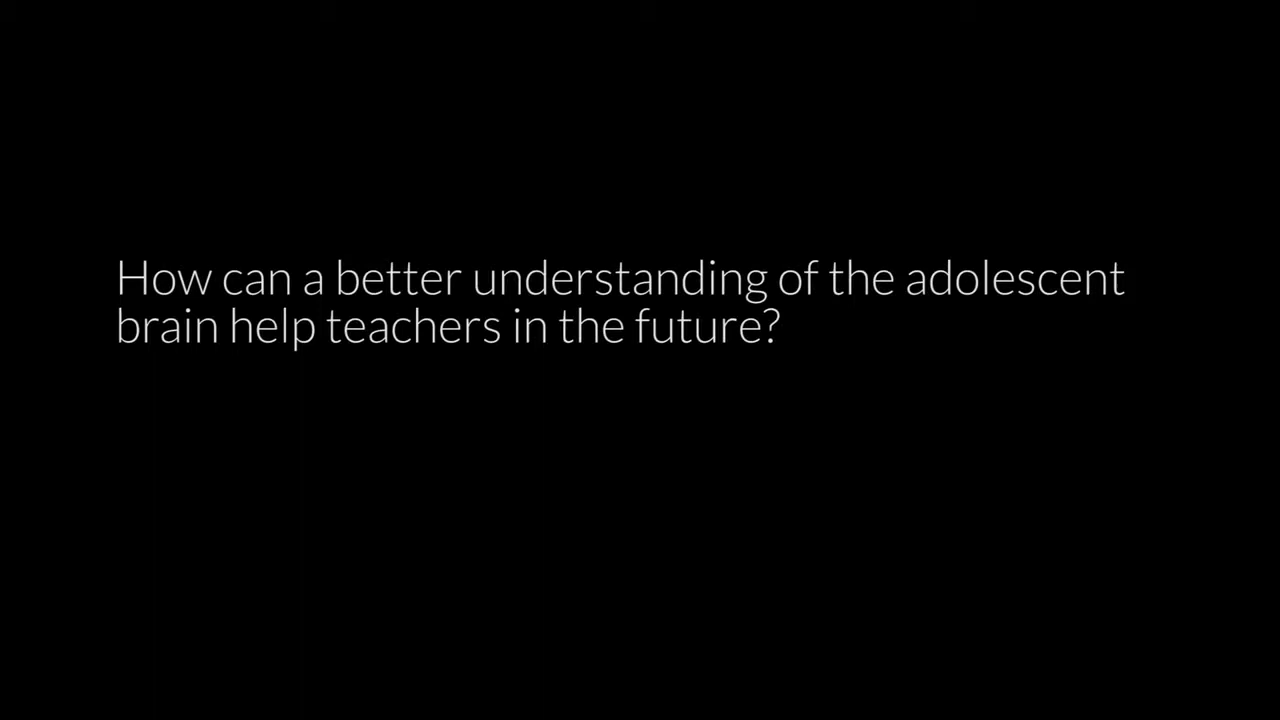 How can a better understanding of the adolescent
brain help teachers in the future?